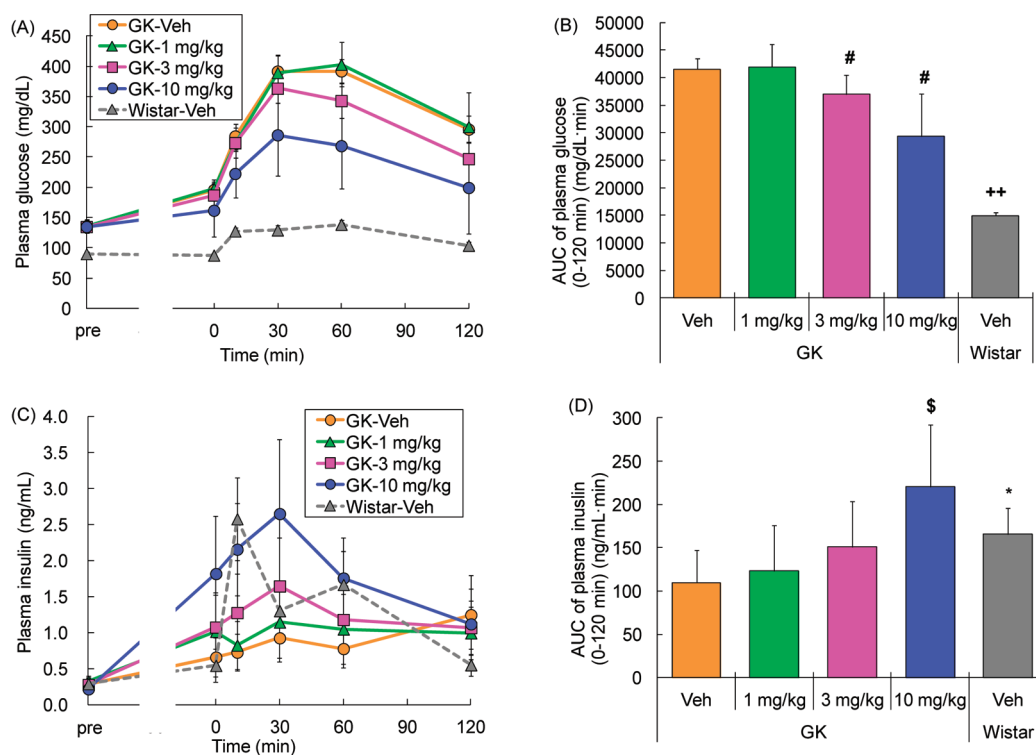 (A)
GK-Veh
GK-1 mg/kg
GK-3 mg/kg
GK-10 mg/kg
Wistar-Veh
Plasma glucose (mg/dL)
450
400
350
300
250
200
150
100
50
0
pre
0
30
60
90
120
Time (min)
(B)
AUC of plasma glucose
(0-120 min) (mg/dL·min)
50000
45000
40000
35000
30000
25000
20000
15000
10000
5000
0
#
#
++
Veh
1 mg/kg
3 mg/kg
10 mg/kg
Veh
GK
Wistar
(C)
GK-Veh
GK-1 mg/kg
GK-3 mg/kg
GK-10 mg/kg
Wistar-Veh
Plasma insulin (ng/mL)
4.0
3.5
3.0
2.5
2.0
1.5
1.0
0.5
0.0
pre
0
30
60
90
120
Time (min)
(D)
AUC of plasma inuslin
(0-120 min) (ng/mL·min)
300
250
200
150
100
50
0
$
*
Veh
1 mg/kg
3 mg/kg
10 mg/kg
Veh
GK
Wistar